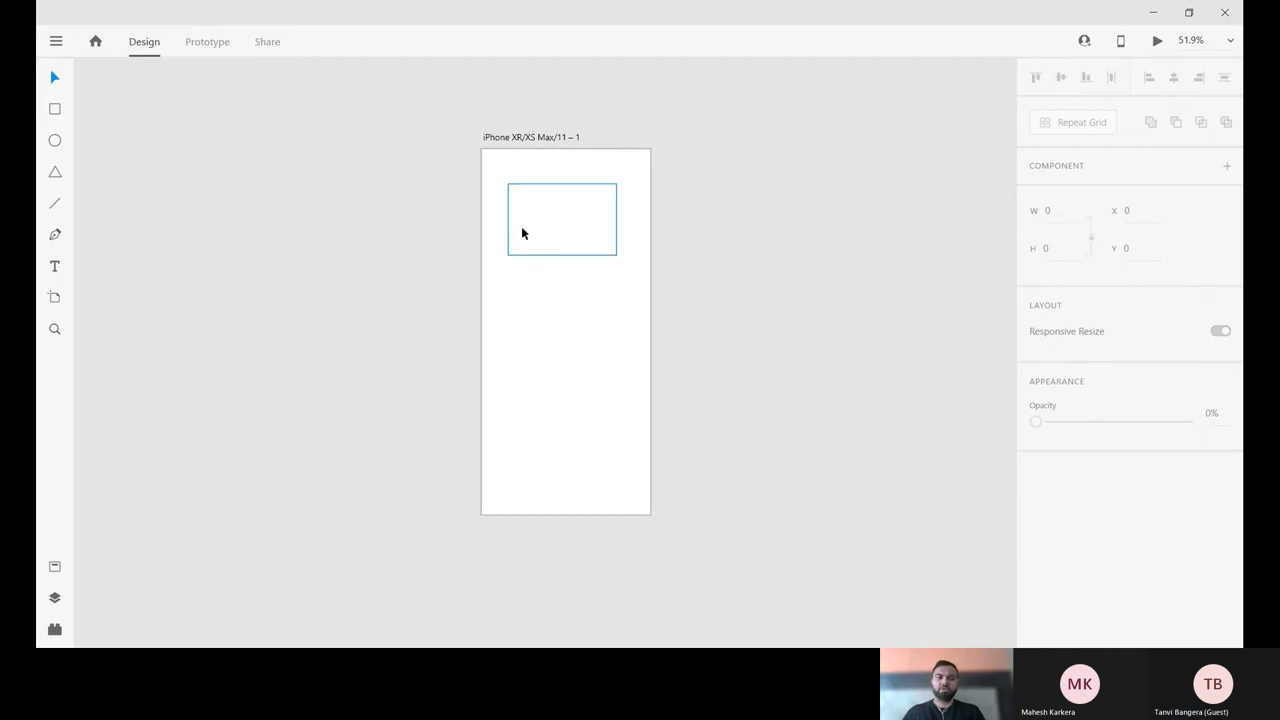 Design
Prototype
Share
51.9%
iPhone XR/XS Max/11 – 1
Repeat Grid
COMPONENT
W 0
X 0
H 0
Y 0
LAYOUT
Responsive Resize
APPEARANCE
Opacity
0%
T
MK
TB
Mahesh Karkera
Tanvi Bangera (Guest)